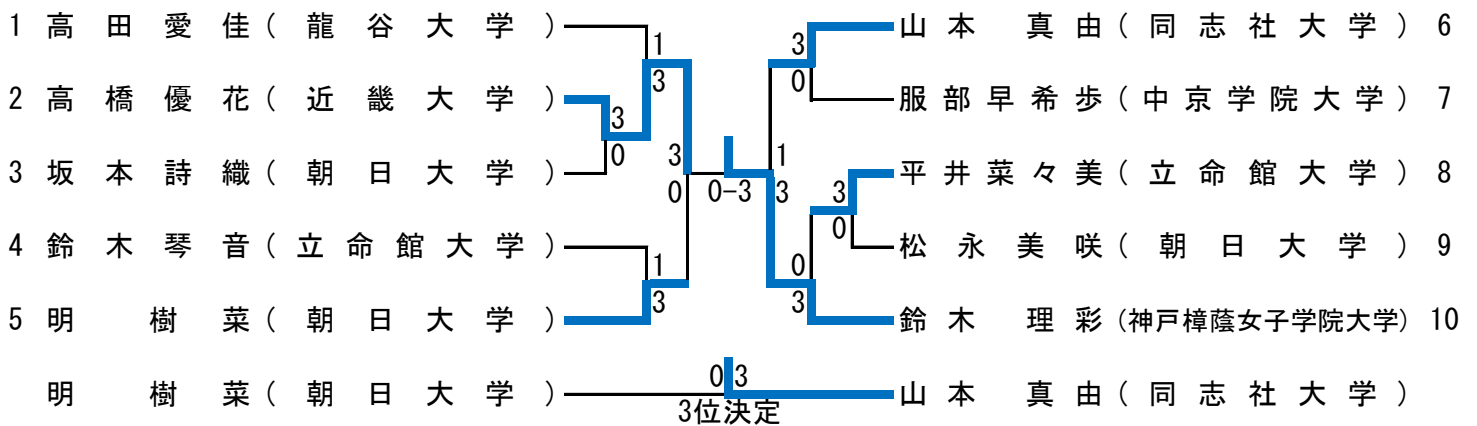 1 高田愛佳(龍谷大学) 山本真由(同志社大学) 6
1 3
3 0
2 高橋優花(近畿大学) 服部早希歩(中京学院大学) 7
3
0 3 1
3 坂本詩織(朝日大学) 平井菜々美(立命館大学) 8
0 0-3 3 3
0
4 鈴木琴音(立命館大学) 松永美咲(朝日大学) 9
1 0
3 3
5 明樹菜(朝日大学) 鈴木理彩(神戸樟蔭女子学院大学) 10
0 3
明樹菜(朝日大学) 山本真由(同志社大学)
3位決定